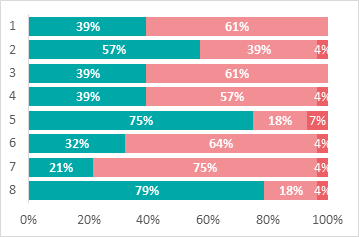 1 39% 61%
2 57% 39% 4%
3 39% 61%
4 39% 57% 4%
5 75% 18% 7%
6 32% 64% 4%
7 21% 75% 4%
8 79% 18% 4%
0% 20% 40% 60% 80% 100%